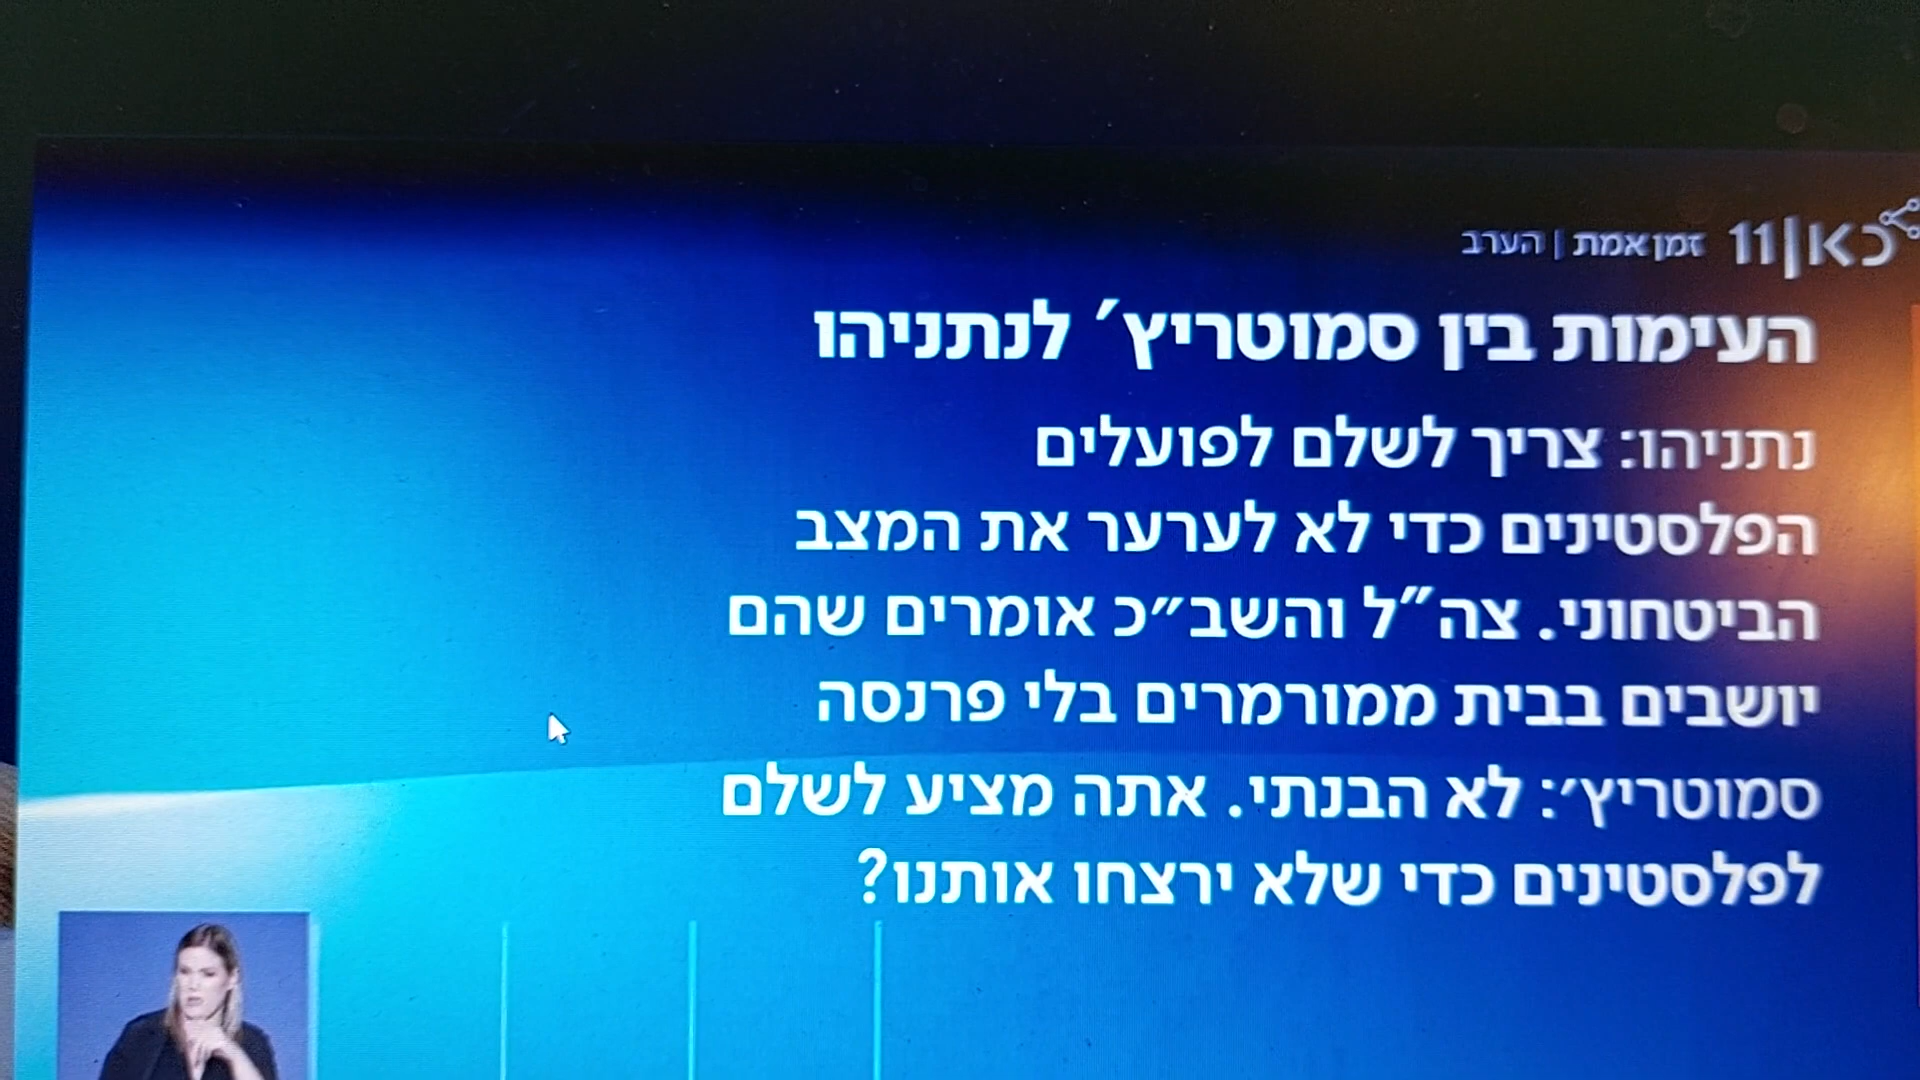 כאן|11 זמן אמת | הערב
העימות בין סמוטריץ׳ לנתניהו
נתניהו: צריך לשלם לפועלים
הפלסטינים כדי לא לערער את המצב
הביטחוני. צה״ל והשב״כ אומרים שהם
יושבים בבית ממורמרים בלי פרנסה
סמוטריץ׳: לא הבנתי. אתה מציע לשלם
לפלסטינים כדי שלא ירצחו אותנו?